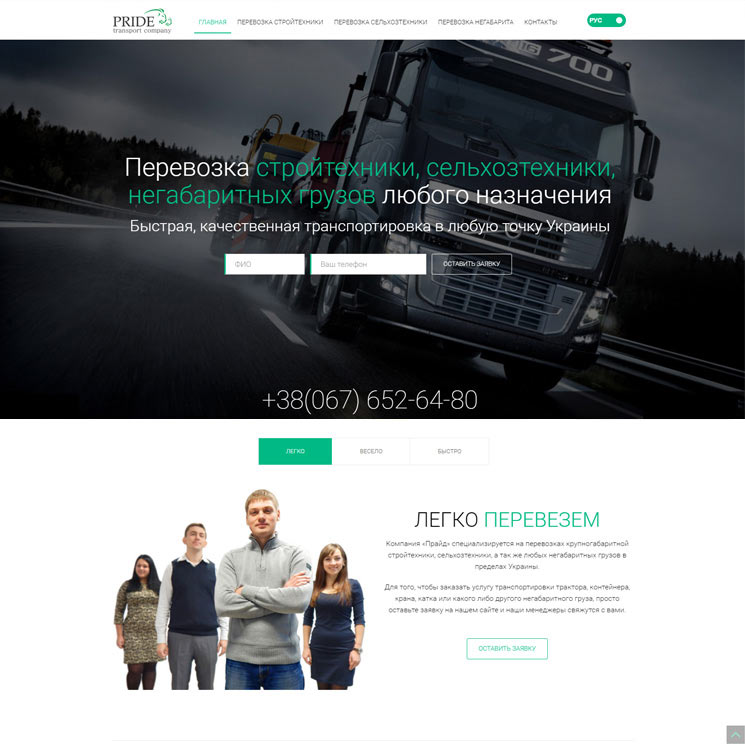 PRIDE
transport company
ГЛАВНАЯ
ПЕРЕВОЗКА СТРОЙТЕХНИКИ
ПЕРЕВОЗКА СЕЛЬХОЗТЕХНИКИ
ПЕРЕВОЗКА НЕГАБАРИТА
КОНТАКТЫ
РУС
700
Перевозка стройтехники, сельхозтехники,
негабаритных грузов любого назначения
Быстрая, качественная транспортировка в любую точку Украины
ФИО
Ваш телефон
ОСТАВИТЬ ЗАЯВКУ
+38(067) 652-64-80
ЛЕГКО
ВЕСЕЛО
БЫСТРО
ЛЕГКО ПЕРЕВЕЗЕМ
Компания «Прайд» специализируется на перевозках крупногабаритной
стройтехники, сельхозтехники, а так же любых негабаритных грузов в
пределах Украины.
Для того, чтобы заказать услугу транспортировки трактора, контейнера,
крана, катка или какого либо другого негабаритного груза, просто
оставьте заявку на нашем сайте и наши менеджеры свяжутся с вами.
ОСТАВИТЬ ЗАЯВКУ